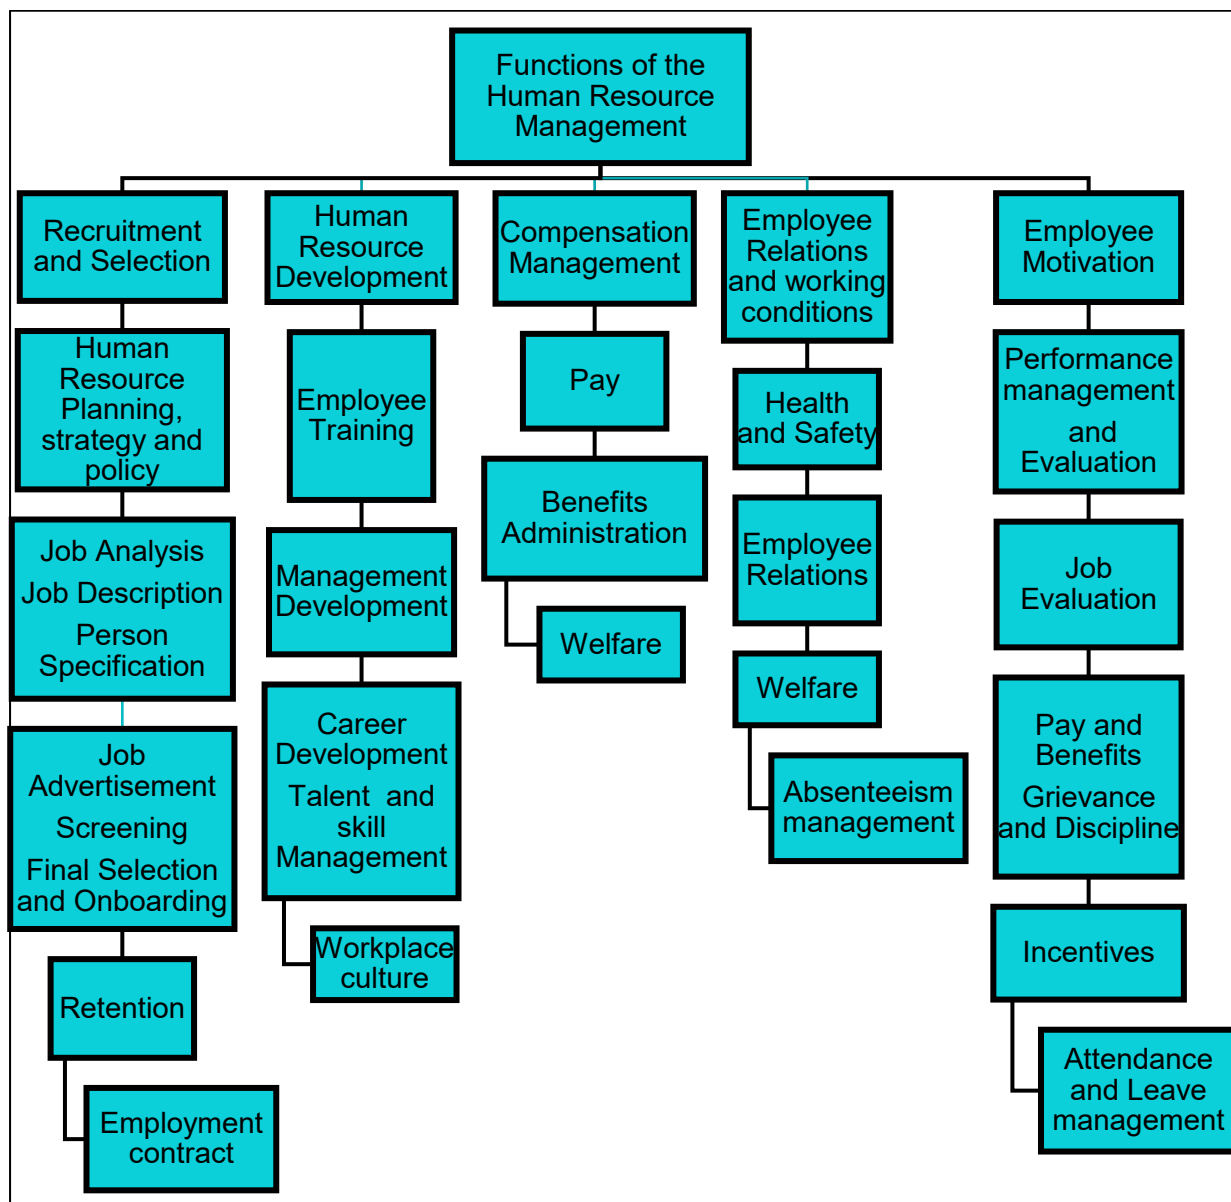 Functions of the
Human Resource
Management
Recruitment
and Selection
Human
Resource
Planning,
strategy and
policy
Job Analysis
Job Description
Person
Specification
Job
Advertisement
Screening
Final Selection
and Onboarding
Retention
Employment
contract
Human
Resource
Development
Employee
Training
Management
Development
Career
Development
Talent  and
skill
Management
Workplace
culture
Compensation
Management
Pay
Benefits
Administration
Welfare
Employee
Relations
and working
conditions
Health
and Safety
Employee
Relations
Welfare
Absenteeism
management
Employee
Motivation
Performance
management
and
Evaluation
Job
Evaluation
Pay and
Benefits
Grievance
and Discipline
Incentives
Attendance
and Leave
management